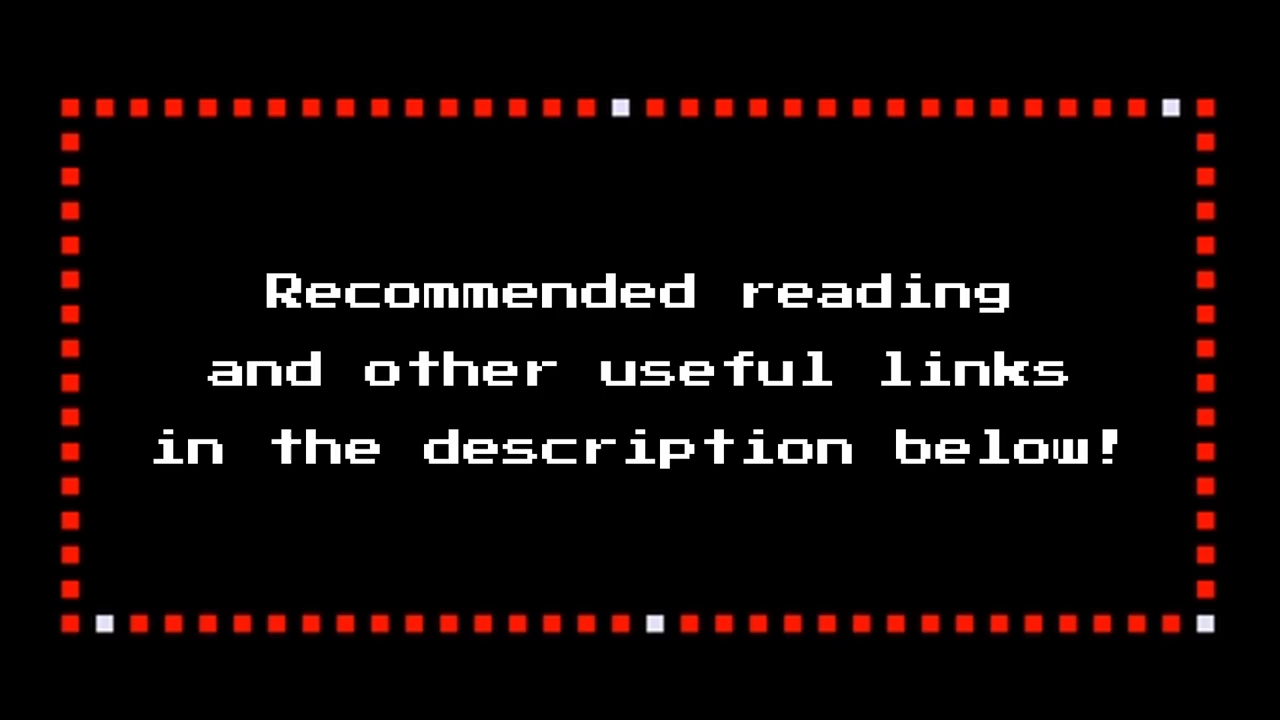 Recommended reading
and other useful links
in the description below!